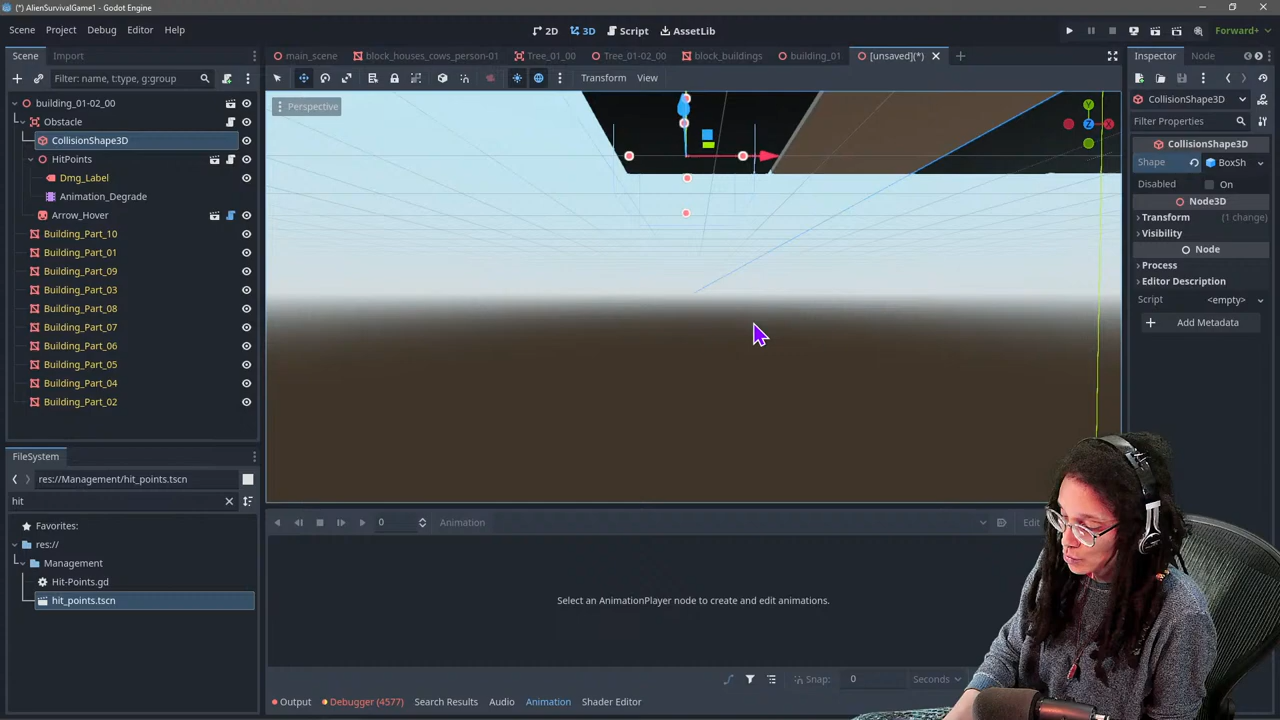 (*) AlienSurvivalGame1 - Godot Engine
Scene Project Debug Editor Help
2D 3D Script AssetLib
Forward+
Scene Import
main_scene block_houses_cows_person-01 Tree_01_00 Tree_01-02_00 block_buildings building_01 [unsaved](*)
Inspector Node
Filter: name, t:type, g:group
Transform View
building_01-02_00
Obstacle
CollisionShape3D
HitPoints
Dmg_Label
Animation_Degrade
Arrow_Hover
Building_Part_10
Building_Part_01
Building_Part_09
Building_Part_03
Building_Part_08
Building_Part_07
Building_Part_06
Building_Part_05
Building_Part_04
Building_Part_02
Perspective
Y
Z
X
CollisionShape3D
Filter Properties
CollisionShape3D
Shape BoxSh
Disabled On
Node3D
Transform (1 change)
Visibility
Node
Process
Editor Description
Script <empty>
Add Metadata
FileSystem
res://Management/hit_points.tscn
hit
Favorites:
res://
Management
Hit-Points.gd
hit_points.tscn
0 Animation Edit
Select an AnimationPlayer node to create and edit animations.
Snap: 0 Seconds
Output Debugger (4577) Search Results Audio Animation Shader Editor